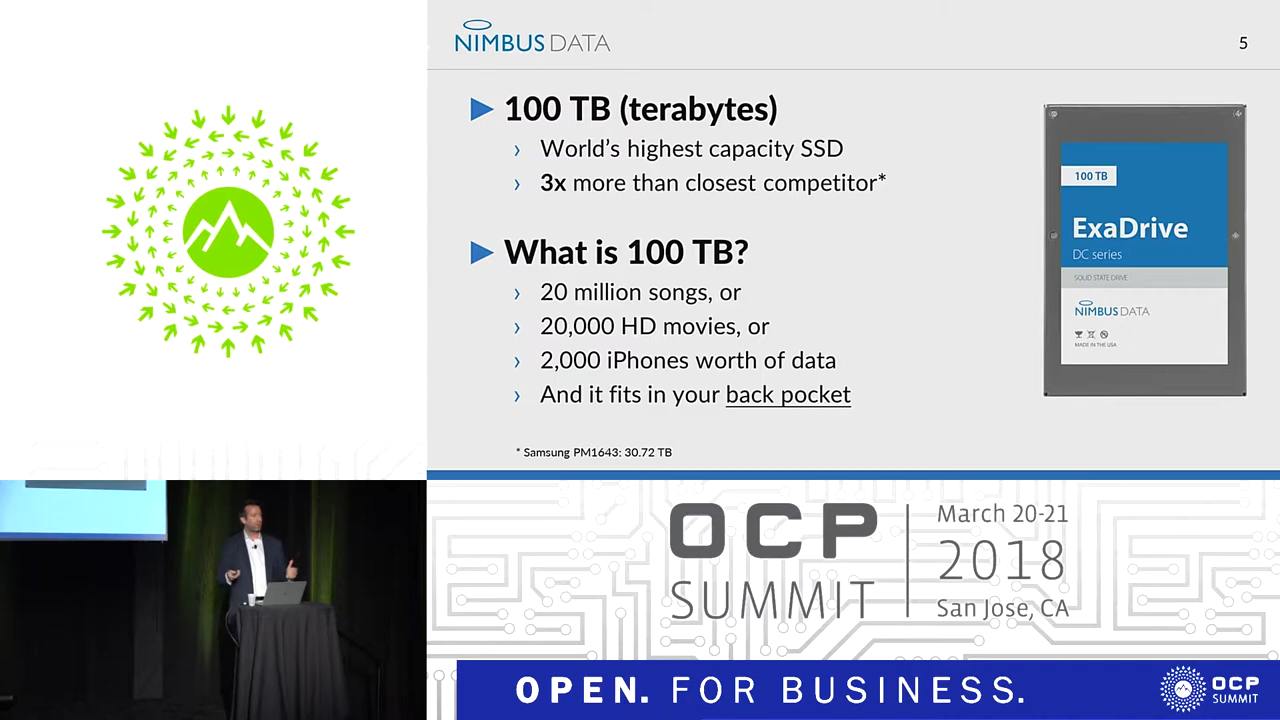 NIMBUS DATA
5
► 100 TB (terabytes)
› World's highest capacity SSD
› 3x more than closest competitor*
► What is 100 TB?
› 20 million songs, or
› 20,000 HD movies, or
› 2,000 iPhones worth of data
› And it fits in your back pocket
* Samsung PM1643: 30.72 TB
100 TB
ExaDrive
DC series
SOLID STATE DRIVE
NIMBUS DATA
MADE IN THE USA
OCP
SUMMIT
March 20-21
2018
San Jose, CA
OPEN. FOR BUSINESS.
OCP
SUMMIT